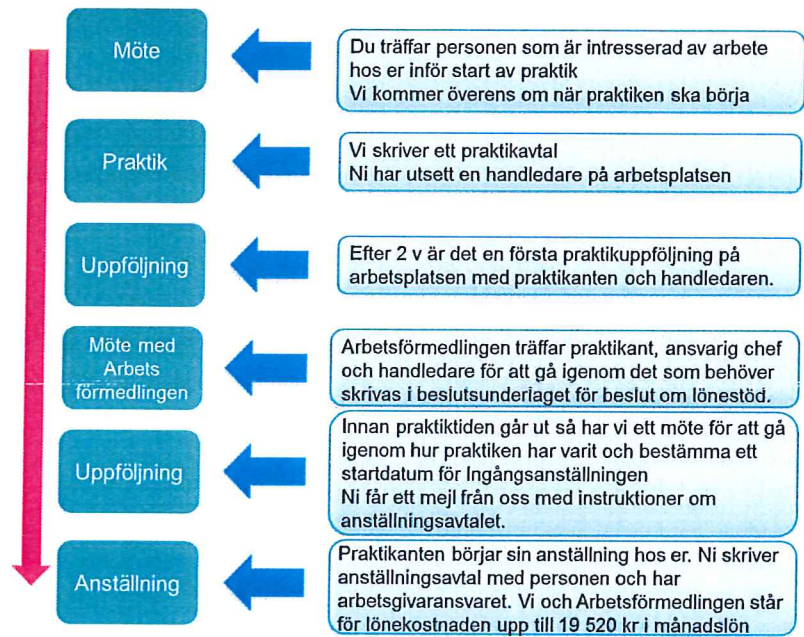 Möte
Du träffar personen som är intresserad av arbete
hos er inför start av praktik
Vi kommer överens om när praktiken ska börja
Praktik
Vi skriver ett praktikavtal
Ni har utsett en handledare på arbetsplatsen
Uppföljning
Efter 2 v är det en första praktikuppföljning på
arbetsplatsen med praktikanten och handledaren.
Möte med
Arbets
förmedlingen
Arbetsförmedlingen träffar praktikant, ansvarig chef
och handledare för att gå igenom det som behöver
skrivas i beslutsunderlaget för beslut om lönestöd.
Uppföljning
Innan praktiktiden går ut så har vi ett möte för att gå
igenom hur praktiken har varit och bestämma ett
startdatum för Ingångsanställningen
Ni får ett mejl från oss med instruktioner om
anställningsavtalet.
Anställning
Praktikanten börjar sin anställning hos er. Ni skriver
anställningsavtal med personen och har
arbetsgivaransvaret. Vi och Arbetsförmedlingen står
för lönekostnaden upp till 19 520 kr i månadslön